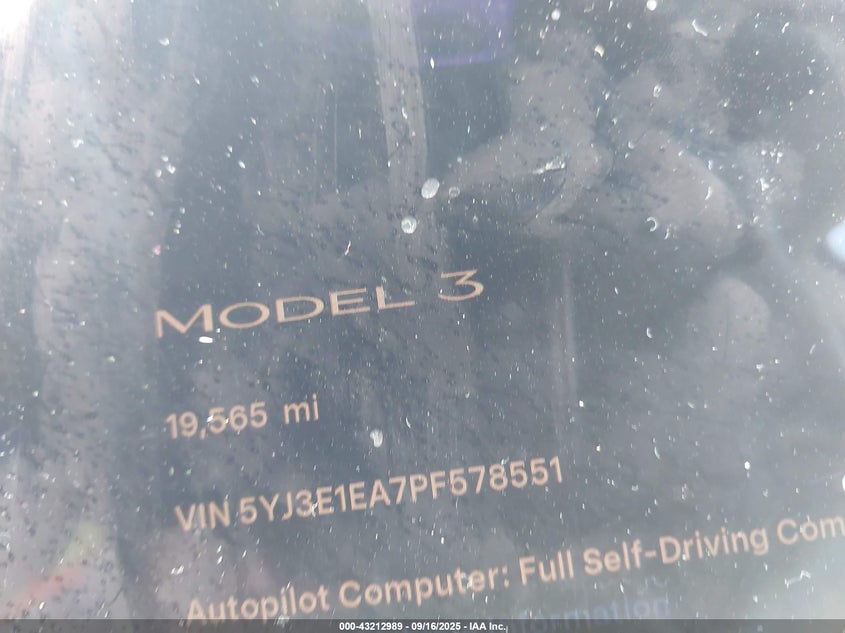 MODEL 3
19,565 mi
VIN 5YJ3E1EA7PF578551
Autopilot Computer: Full Self-Driving Com
formation
000-43212989 - 09/16/2025 - IAA Inc.